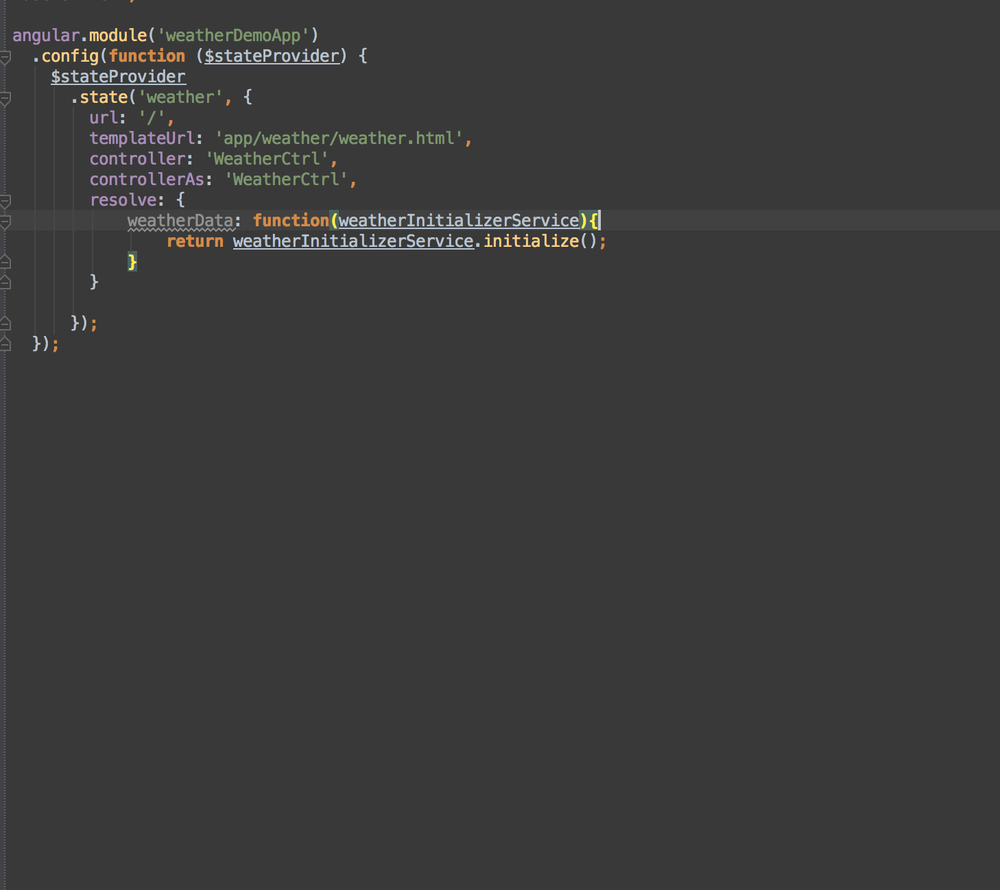 angular.module('weatherDemoApp')
  .config(function ($stateProvider) {
    $stateProvider
      .state('weather', {
        url: '/',
        templateUrl: 'app/weather/weather.html',
        controller: 'WeatherCtrl',
        controllerAs: 'WeatherCtrl',
        resolve: {
            weatherData: function(weatherInitializerService){
                return weatherInitializerService.initialize();
            }
        }

      });
  });